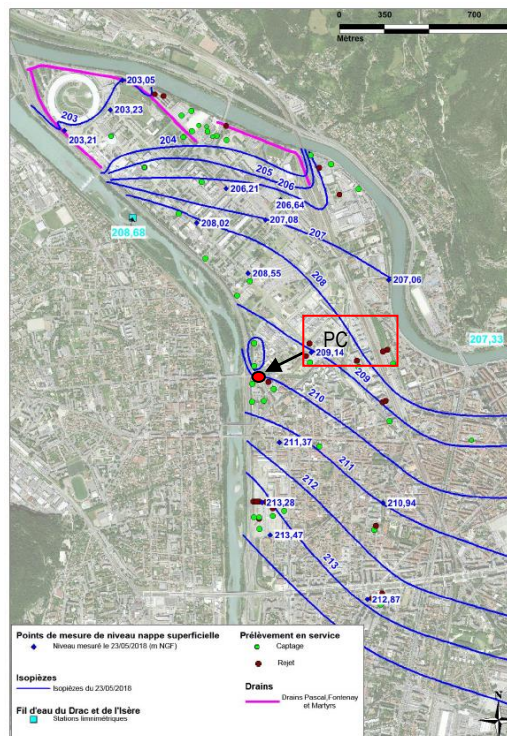 0 350 700
Mètres
203,05
203,23
203
203,21
204
205
206
206,21
206,64
207,08
207
208,02
208,68
208
207,06
208,55
207,33
PC
209,14
209
210
211,37
211
212
210,94
213,28
213,47
213
212,87
Points de mesure de niveau nappe superficielle
Niveau mesuré le 23/05/2018 (m NGF)
Isopièzes
Isopièzes du 23/05/2018
Fil d'eau du Drac et de l'Isère
Stations limnimétriques
Prélèvement en service
Captage
Rejet
Drains
Drains Pascal,Fontenay
et Martyrs
N